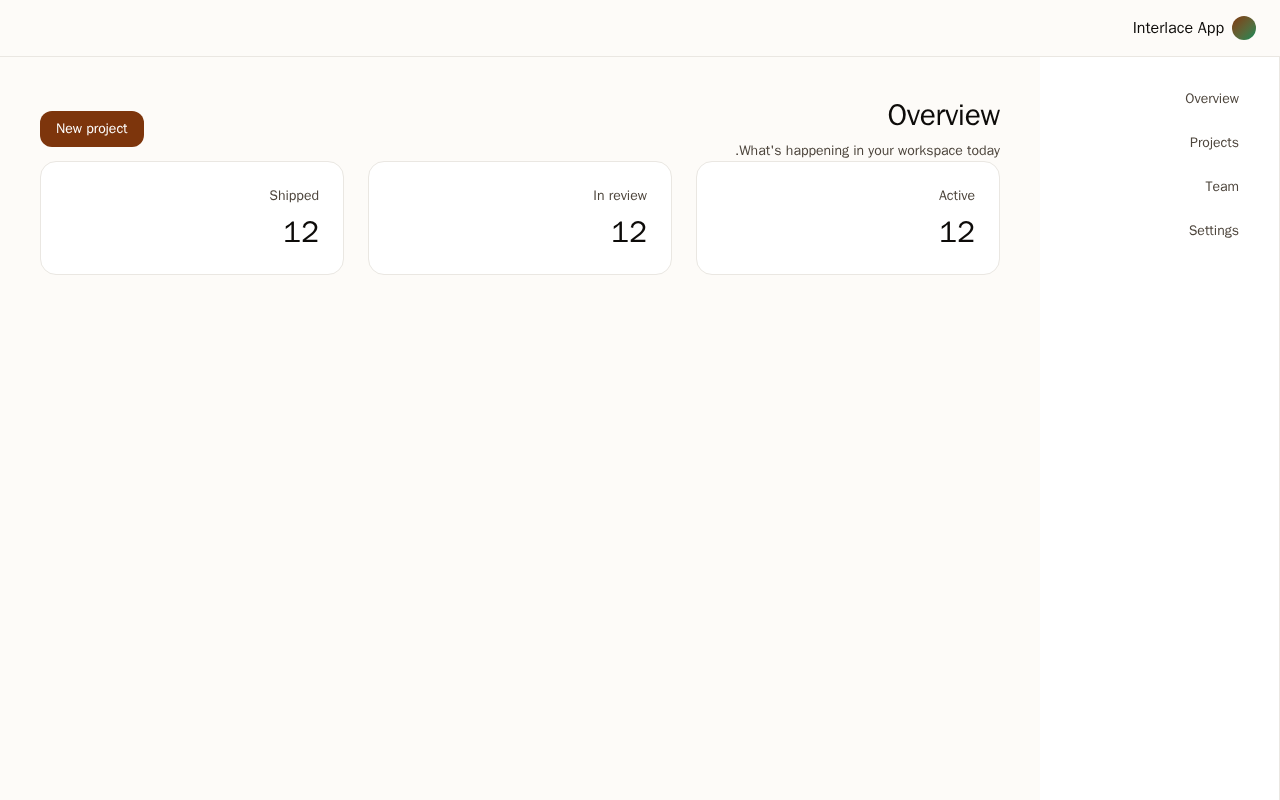 Interlace App
Overview
Projects
Team
Settings
Overview
.What's happening in your workspace today
New project
Active
12
In review
12
Shipped
12